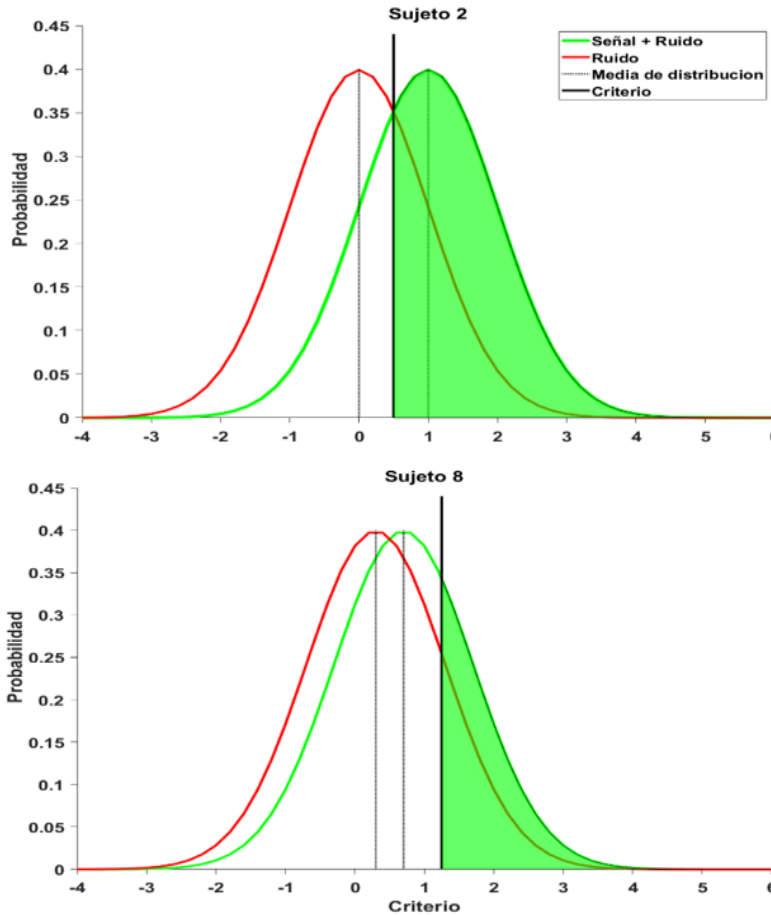 Sujeto 2
0.45
0.4
0.35
0.3
0.25
0.2
0.15
0.1
0.05
0
Probabilidad
Señal + Ruido
Ruido
Media de distribucion
Criterio
-4 -3 -2 -1 0 1 2 3 4 5 6
Sujeto 8
0.45
0.4
0.35
0.3
0.25
0.2
0.15
0.1
0.05
0
Probabilidad
-4 -3 -2 -1 0 1 2 3 4 5 6
Criterio